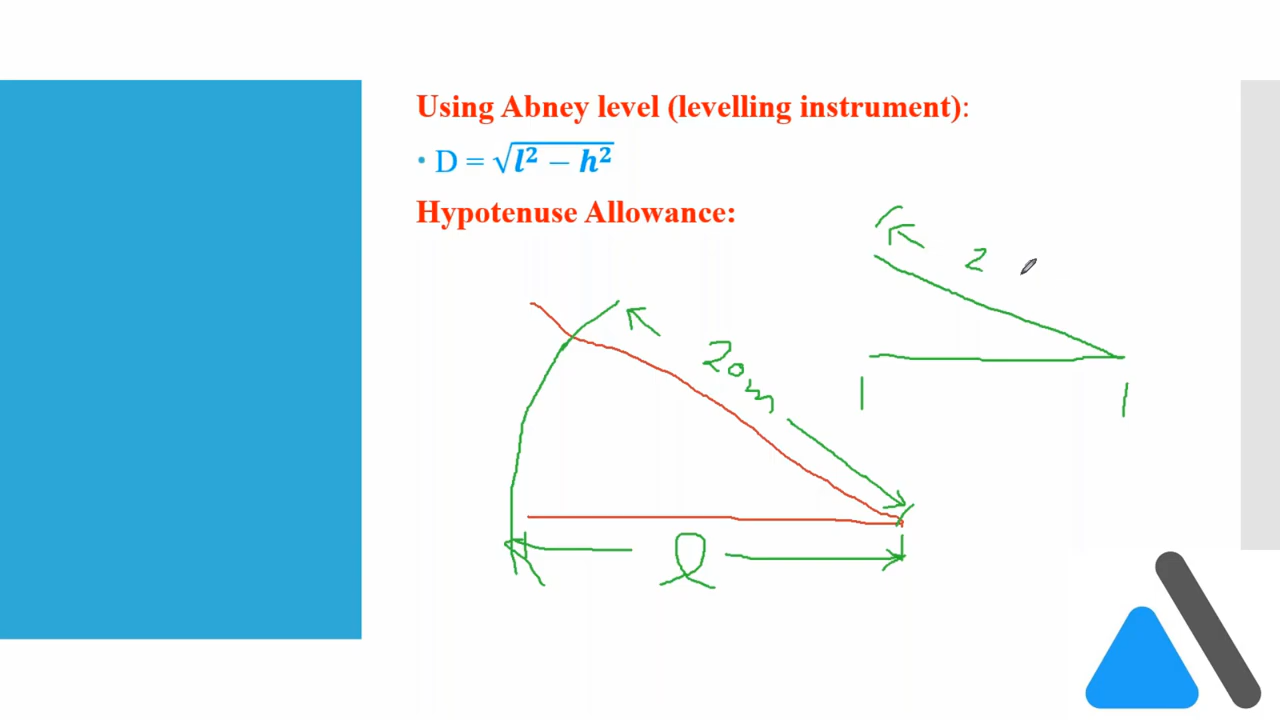 Using Abney level (levelling instrument):
• D = √l² − h²
Hypotenuse Allowance:
2
20m
l